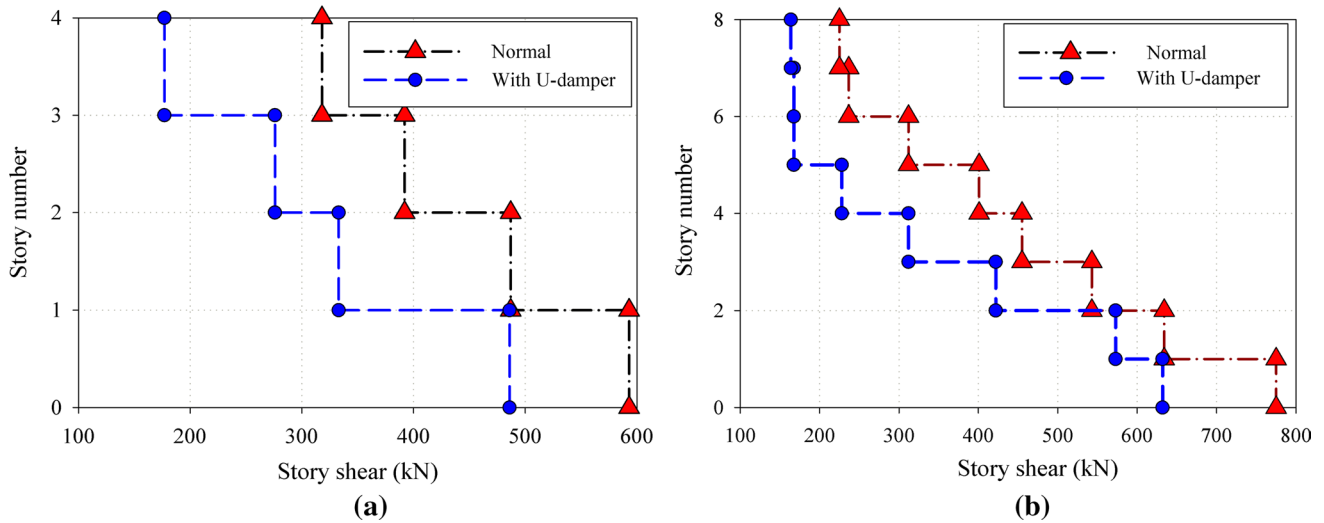 4
3
2
1
0
Story number
Normal
With U-damper
100 200 300 400 500 600
Story shear (kN)
(a)
8
6
4
2
0
Story number
Normal
With U-damper
100 200 300 400 500 600 700 800
Story shear (kN)
(b)